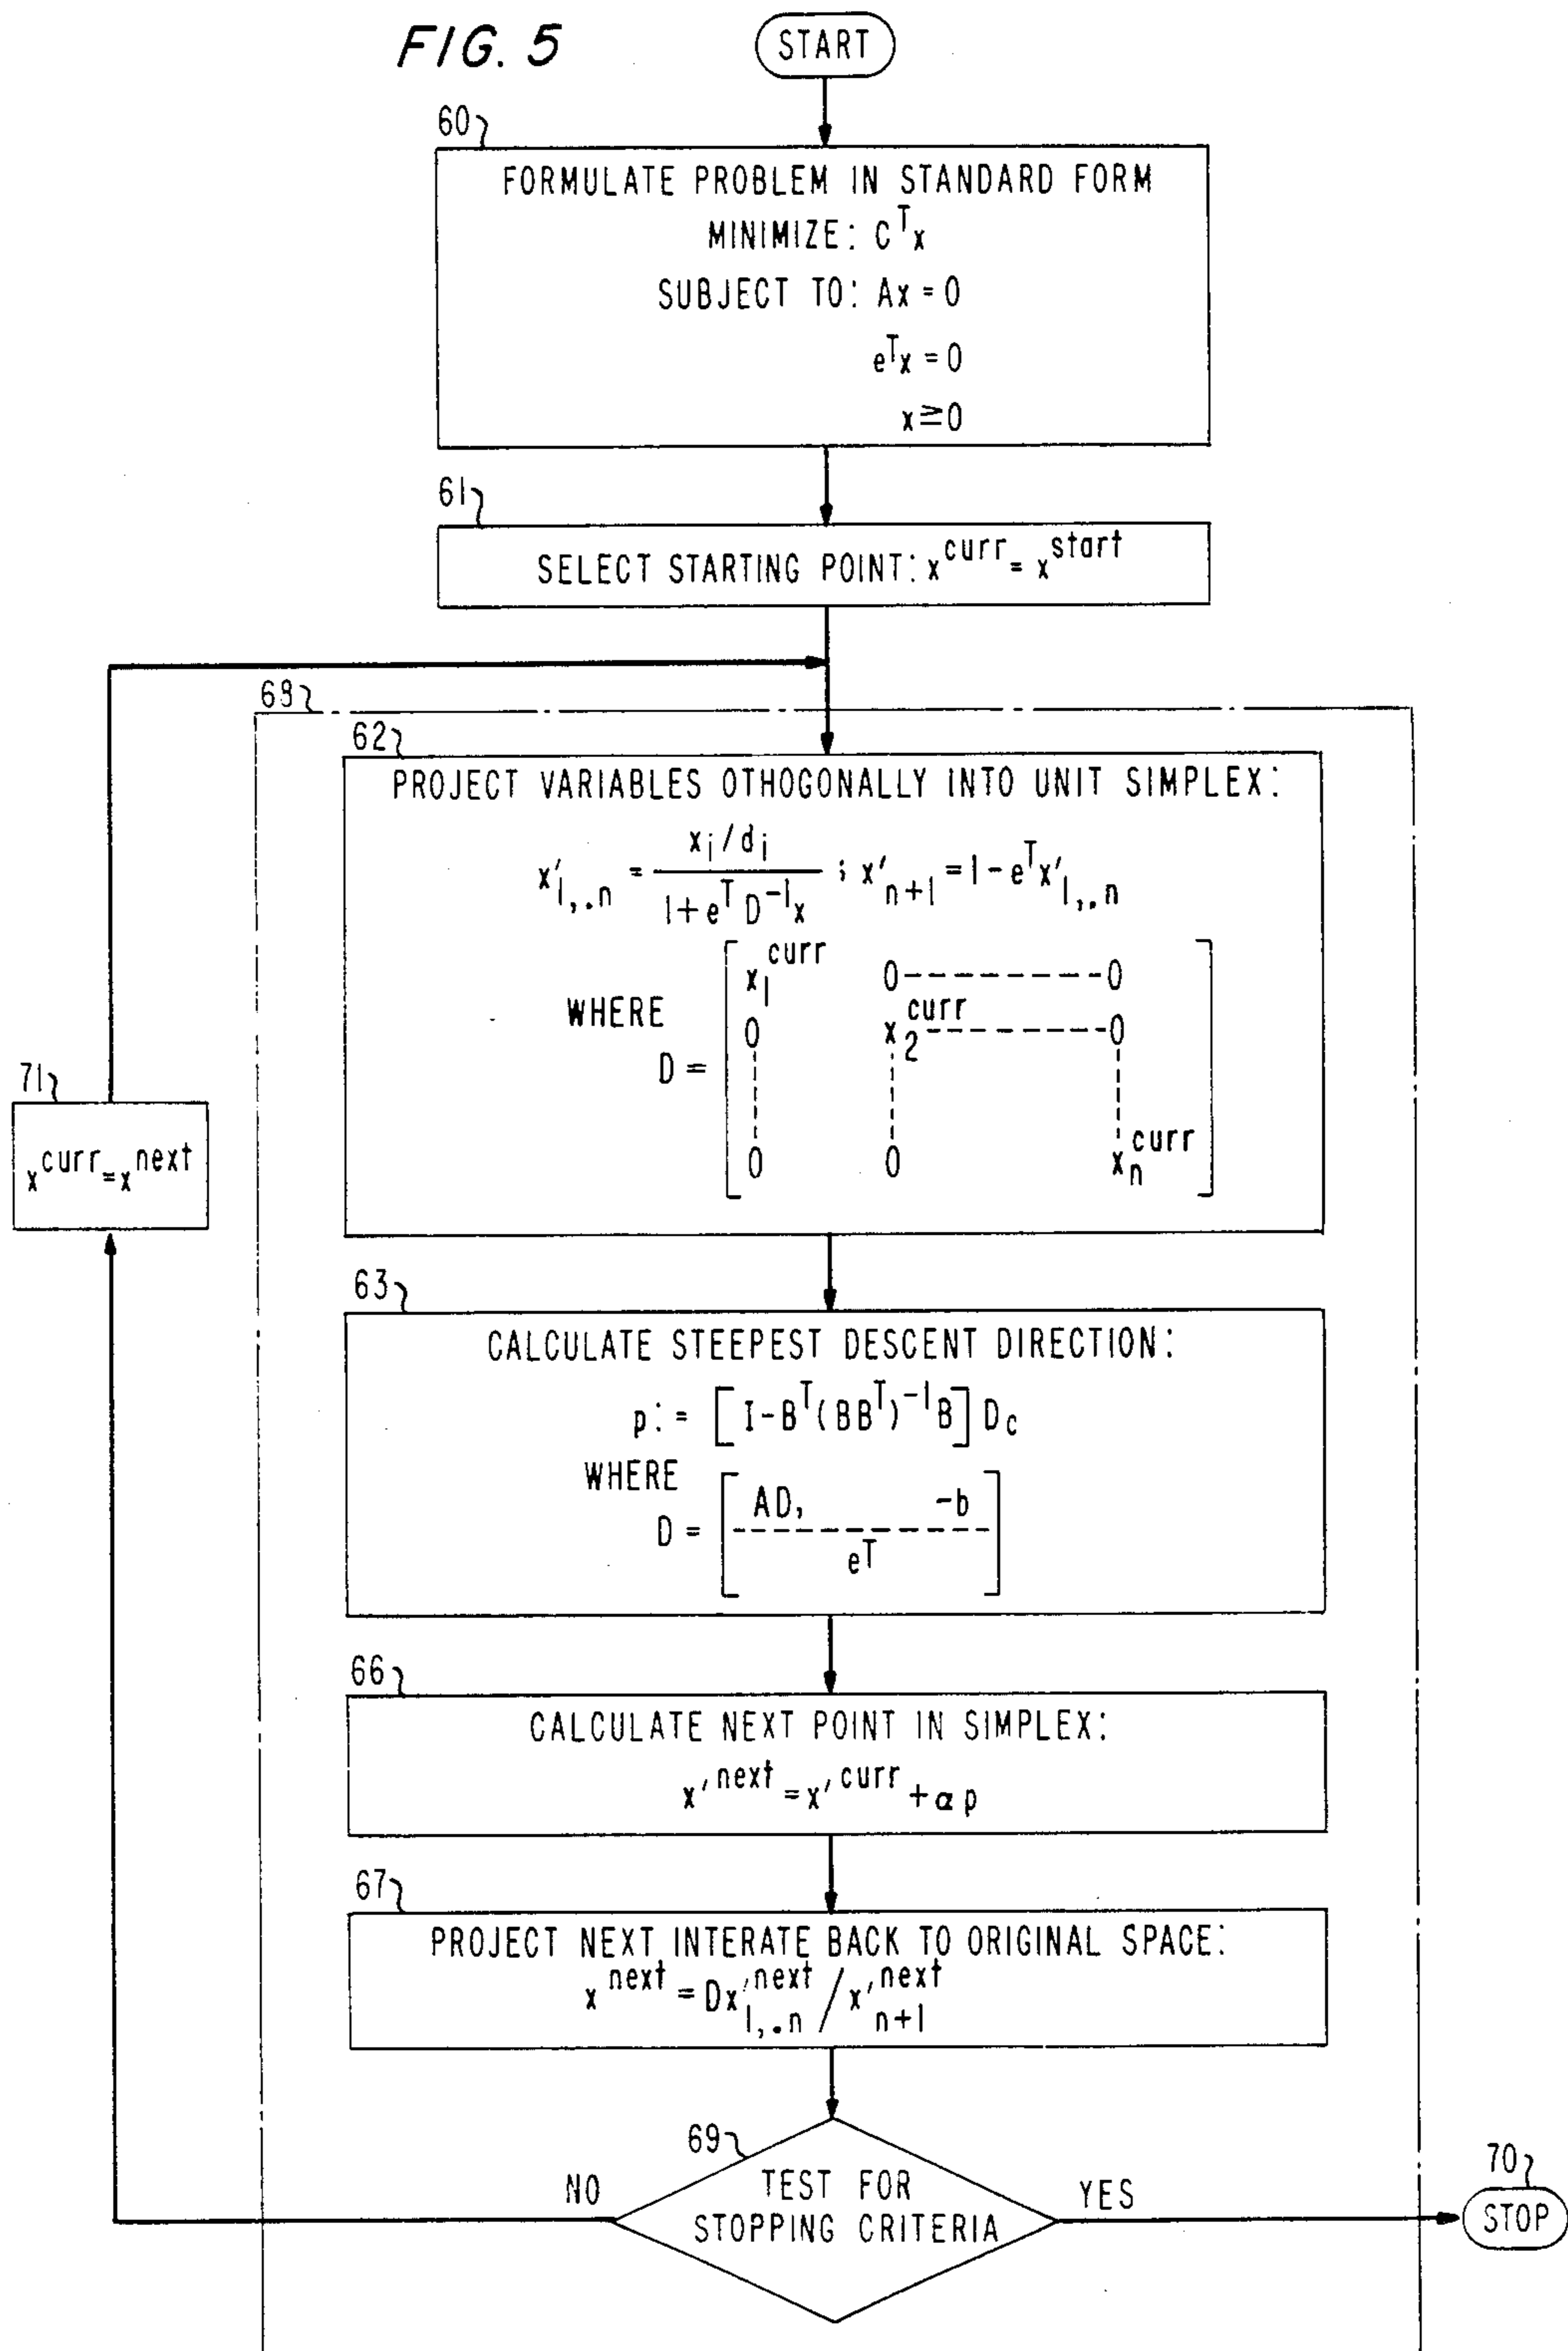 FIG. 5
START
60
FORMULATE PROBLEM IN STANDARD FORM
MINIMIZE: C^T x
SUBJECT TO: Ax = 0
e^T x = 0
x ≧ 0
61
SELECT STARTING POINT: x^curr = x^start
69
62
PROJECT VARIABLES OTHOGONALLY INTO UNIT SIMPLEX:
x'_1,.n = (x_i / d_i) / (1 + e^T D^-1 x) ; x'_n+1 = 1 - e^T x'_1,.n
WHERE
D = [ x_1^curr 0 --------- 0
0 x_2^curr --------- 0
0 0 x_n^curr ]
71
x^curr = x^next
63
CALCULATE STEEPEST DESCENT DIRECTION:
p: = [ I - B^T (BB^T)^-1 B ] D_c
WHERE
D = [ AD, -b
e^T ]
66
CALCULATE NEXT POINT IN SIMPLEX:
x'^next = x'^curr + α p
67
PROJECT NEXT INTERATE BACK TO ORIGINAL SPACE:
x^next = Dx'^next_1,.n / x'^next_n+1
69
TEST FOR
STOPPING CRITERIA
NO
YES
70
STOP